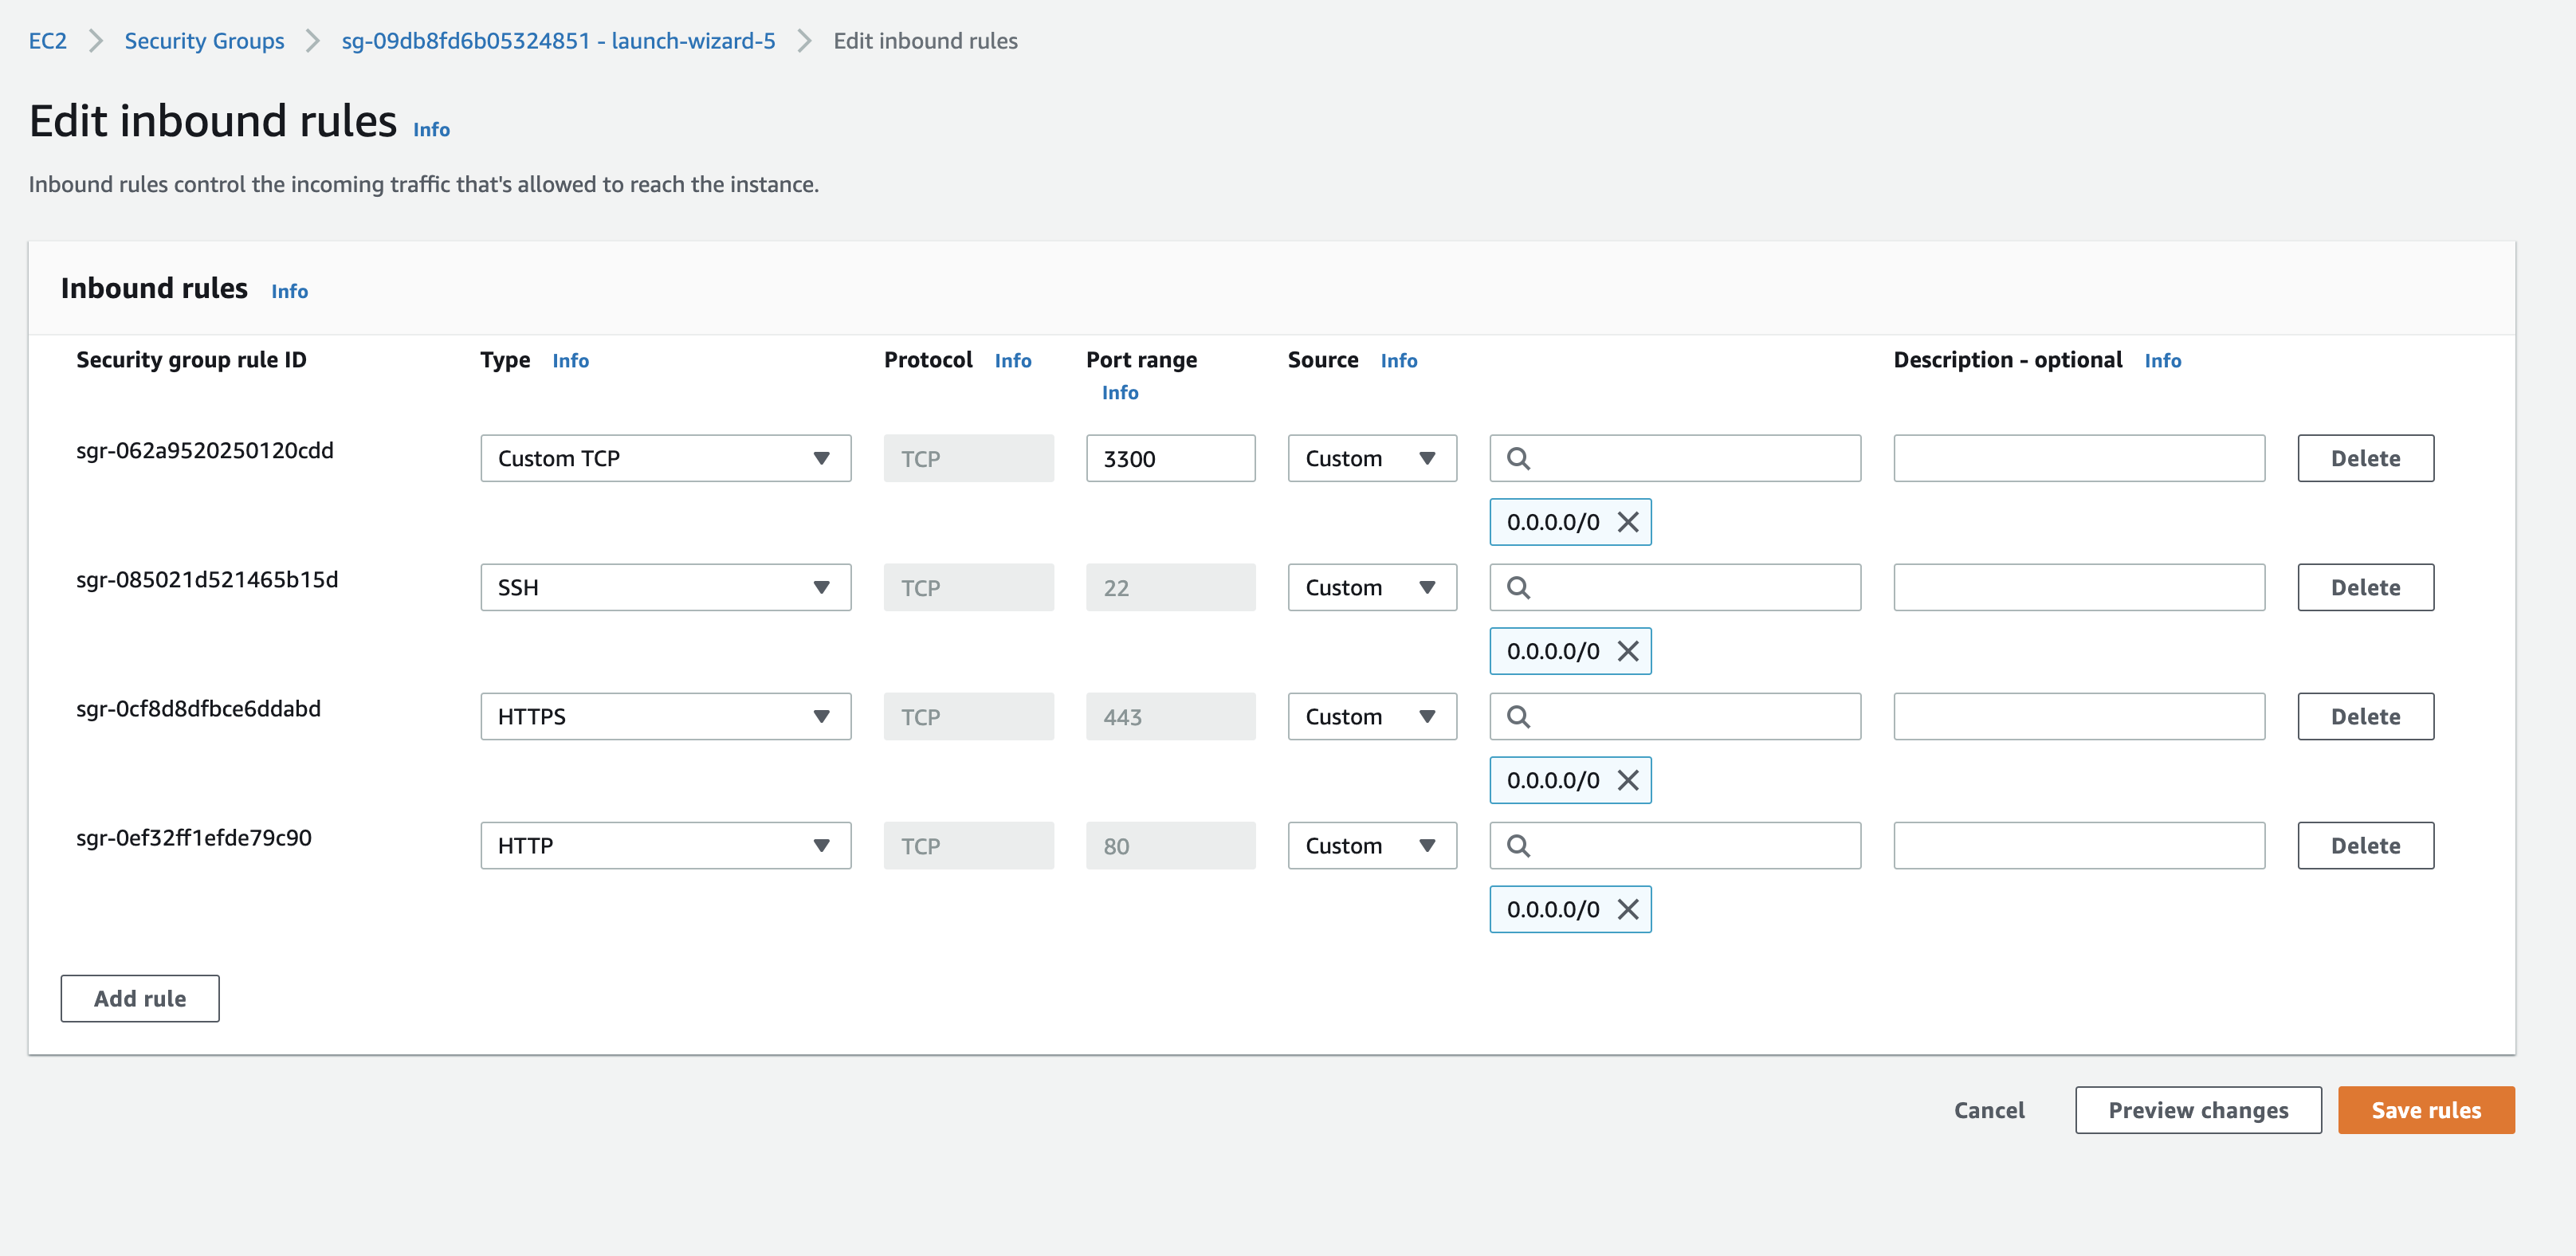 EC2 > Security Groups > sg-09db8fd6b05324851 - launch-wizard-5 > Edit inbound rules
Edit inbound rules Info
Inbound rules control the incoming traffic that's allowed to reach the instance.
Inbound rules Info
Security group rule ID Type Info Protocol Info Port range Source Info Description - optional Info
Info
sgr-062a9520250120cdd Custom TCP TCP 3300 Custom Delete
0.0.0.0/0
sgr-085021d521465b15d SSH TCP 22 Custom Delete
0.0.0.0/0
sgr-0cf8d8dfbce6ddabd HTTPS TCP 443 Custom Delete
0.0.0.0/0
sgr-0ef32ff1efde79c90 HTTP TCP 80 Custom Delete
0.0.0.0/0
Add rule
Cancel Preview changes Save rules